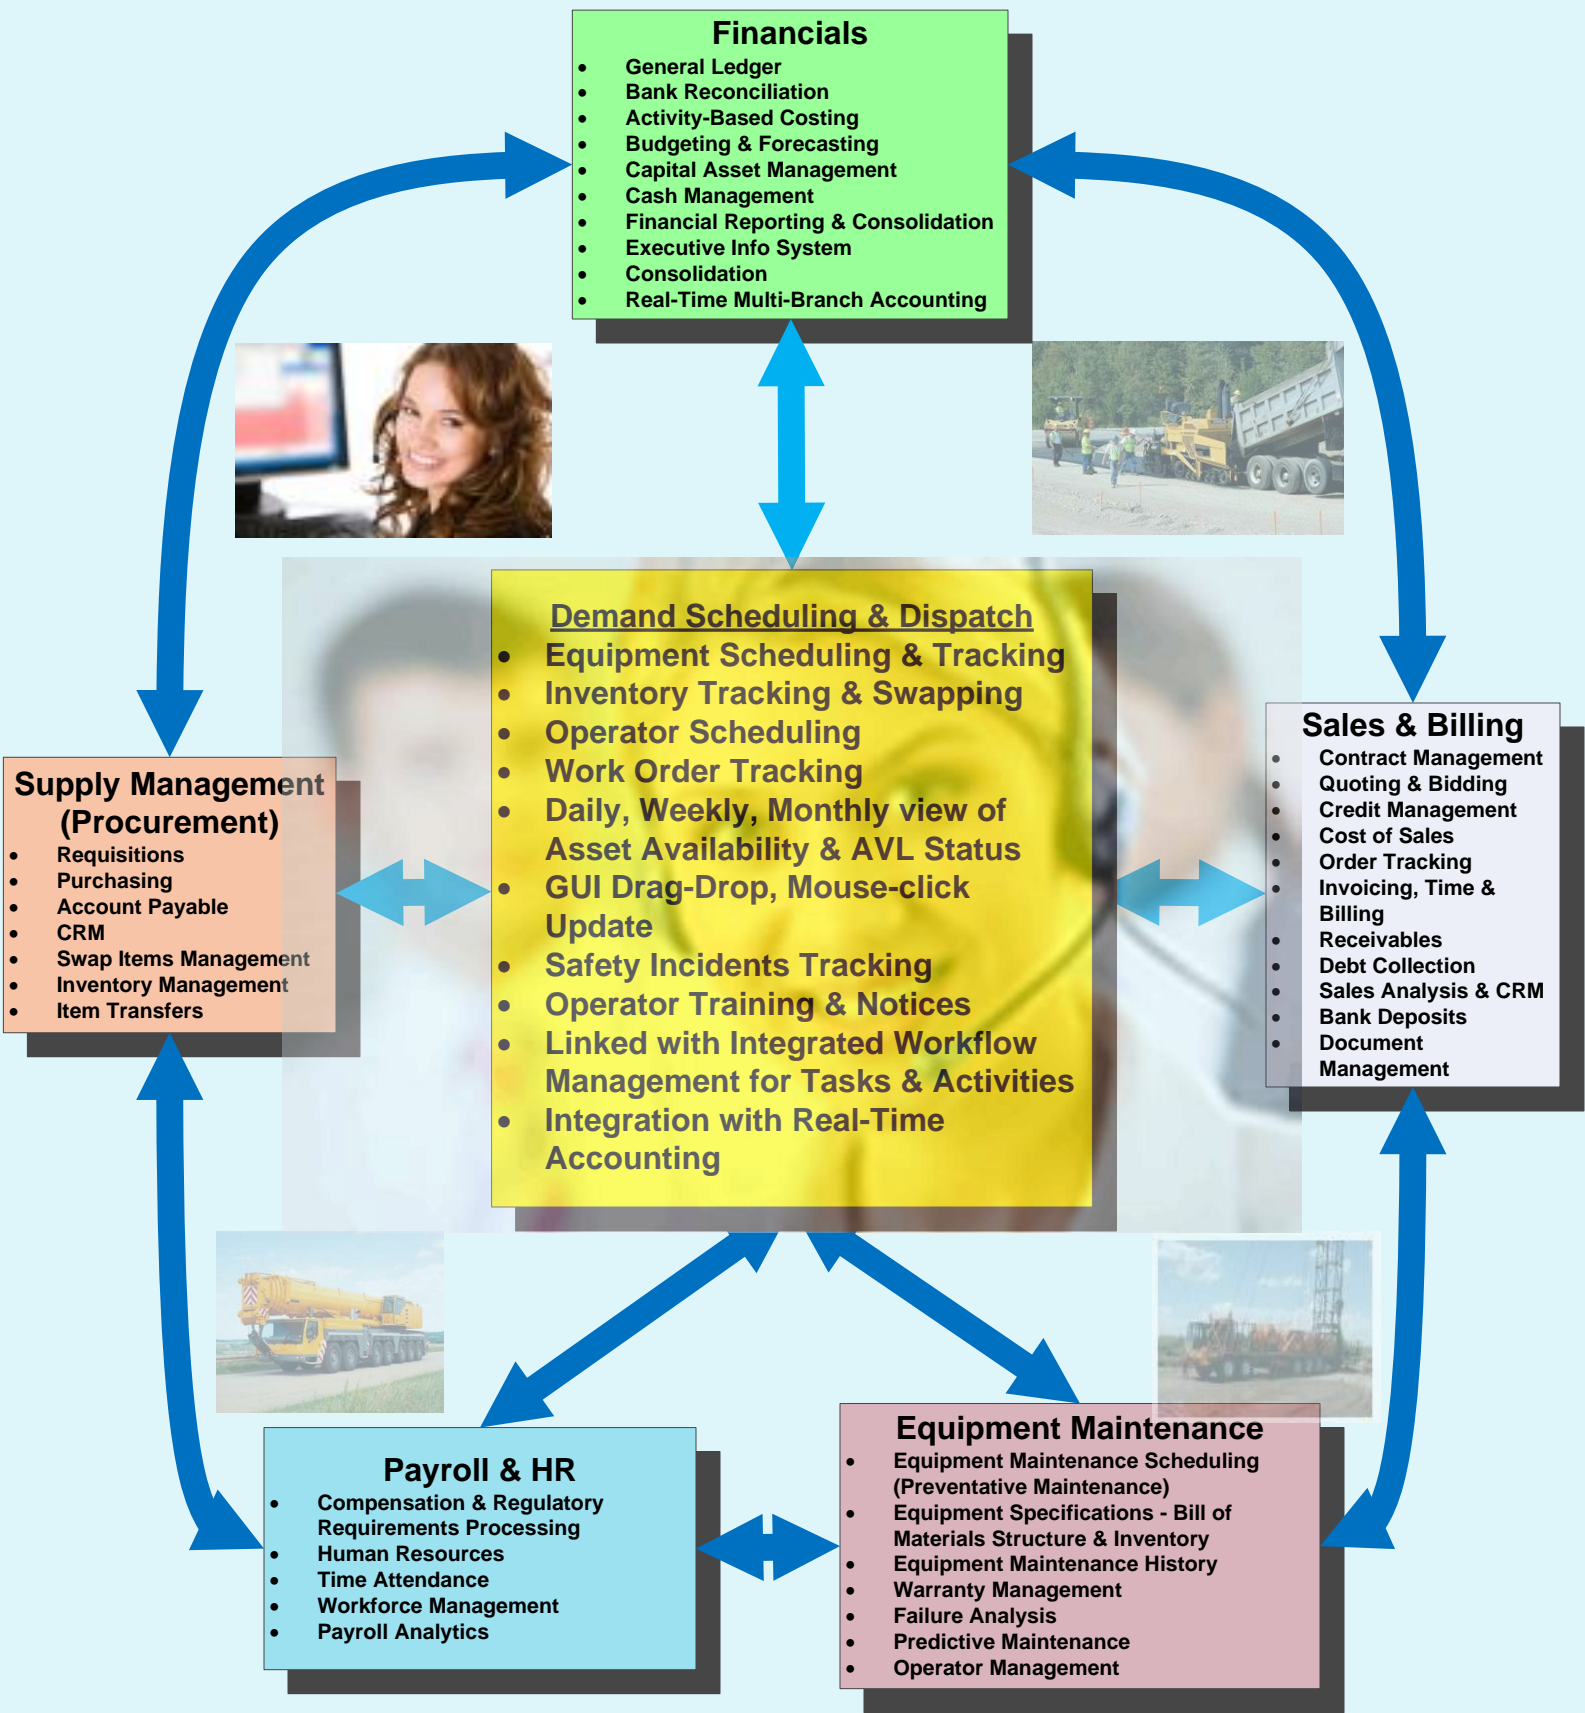 Financials
• General Ledger
• Bank Reconciliation
• Activity-Based Costing
• Budgeting & Forecasting
• Capital Asset Management
• Cash Management
• Financial Reporting & Consolidation
• Executive Info System
• Consolidation
• Real-Time Multi-Branch Accounting
Demand Scheduling & Dispatch
• Equipment Scheduling & Tracking
• Inventory Tracking & Swapping
• Operator Scheduling
• Work Order Tracking
• Daily, Weekly, Monthly view of
Asset Availability & AVL Status
• GUI Drag-Drop, Mouse-click
Update
• Safety Incidents Tracking
• Operator Training & Notices
• Linked with Integrated Workflow
Management for Tasks & Activities
• Integration with Real-Time
Accounting
Supply Management
(Procurement)
• Requisitions
• Purchasing
• Account Payable
• CRM
• Swap Items Management
• Inventory Management
• Item Transfers
Sales & Billing
• Contract Management
• Quoting & Bidding
• Credit Management
• Cost of Sales
• Order Tracking
• Invoicing, Time &
Billing
• Receivables
• Debt Collection
• Sales Analysis & CRM
• Bank Deposits
• Document
Management
Payroll & HR
• Compensation & Regulatory
Requirements Processing
• Human Resources
• Time Attendance
• Workforce Management
• Payroll Analytics
Equipment Maintenance
• Equipment Maintenance Scheduling
(Preventative Maintenance)
• Equipment Specifications - Bill of
Materials Structure & Inventory
• Equipment Maintenance History
• Warranty Management
• Failure Analysis
• Predictive Maintenance
• Operator Management